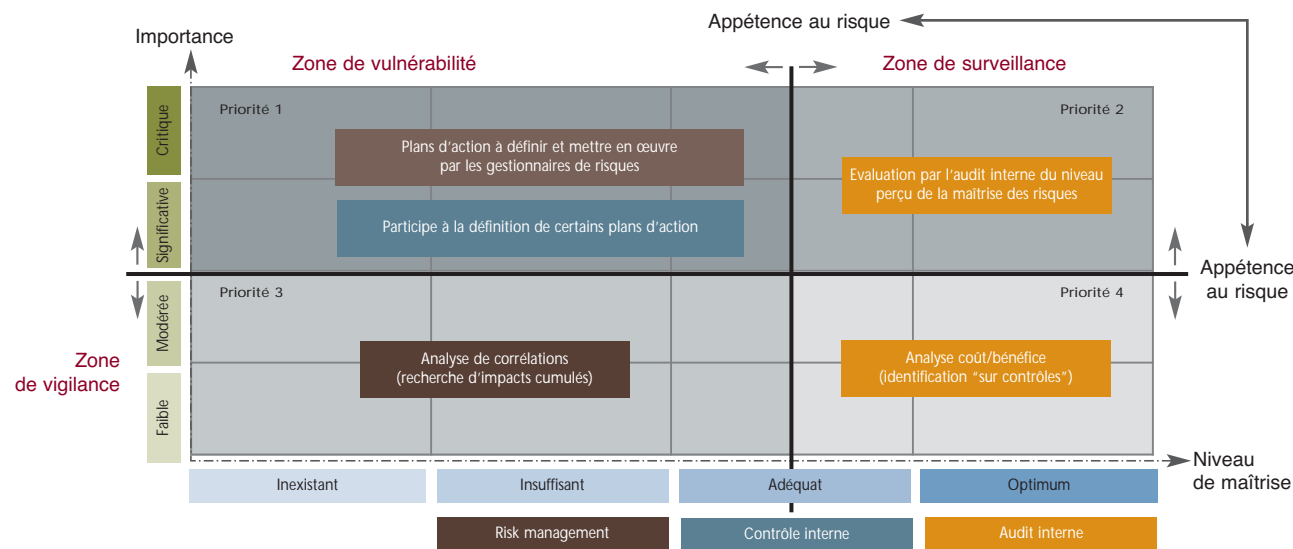 Appétence au risque
Importance
Zone de vulnérabilité
Zone de surveillance
Critique
Priorité 1
Priorité 2
Plans d'action à définir et mettre en œuvre
par les gestionnaires de risques
Evaluation par l'audit interne du niveau
perçu de la maîtrise des risques
Significative
Participe à la définition de certains plans d'action
Appétence
au risque
Modérée
Priorité 3
Priorité 4
Zone
de vigilance
Analyse de corrélations
(recherche d'impacts cumulés)
Analyse coût/bénéfice
(identification “sur contrôles”)
Faible
Niveau
de maîtrise
Inexistant
Insuffisant
Adéquat
Optimum
Risk management
Contrôle interne
Audit interne